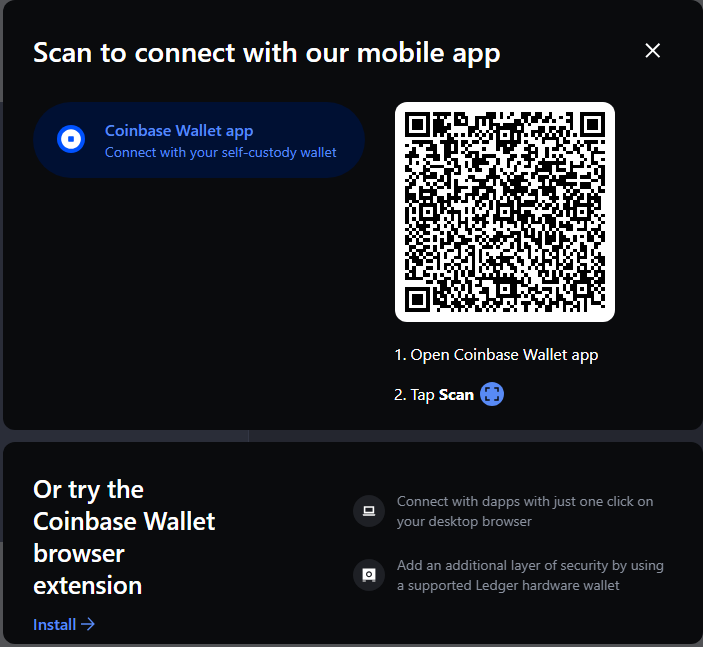 Scan to connect with our mobile app
Coinbase Wallet app
Connect with your self-custody wallet
1. Open Coinbase Wallet app
2. Tap Scan
Or try the
Coinbase Wallet
browser
extension
Install
Connect with dapps with just one click on
your desktop browser
Add an additional layer of security by using
a supported Ledger hardware wallet